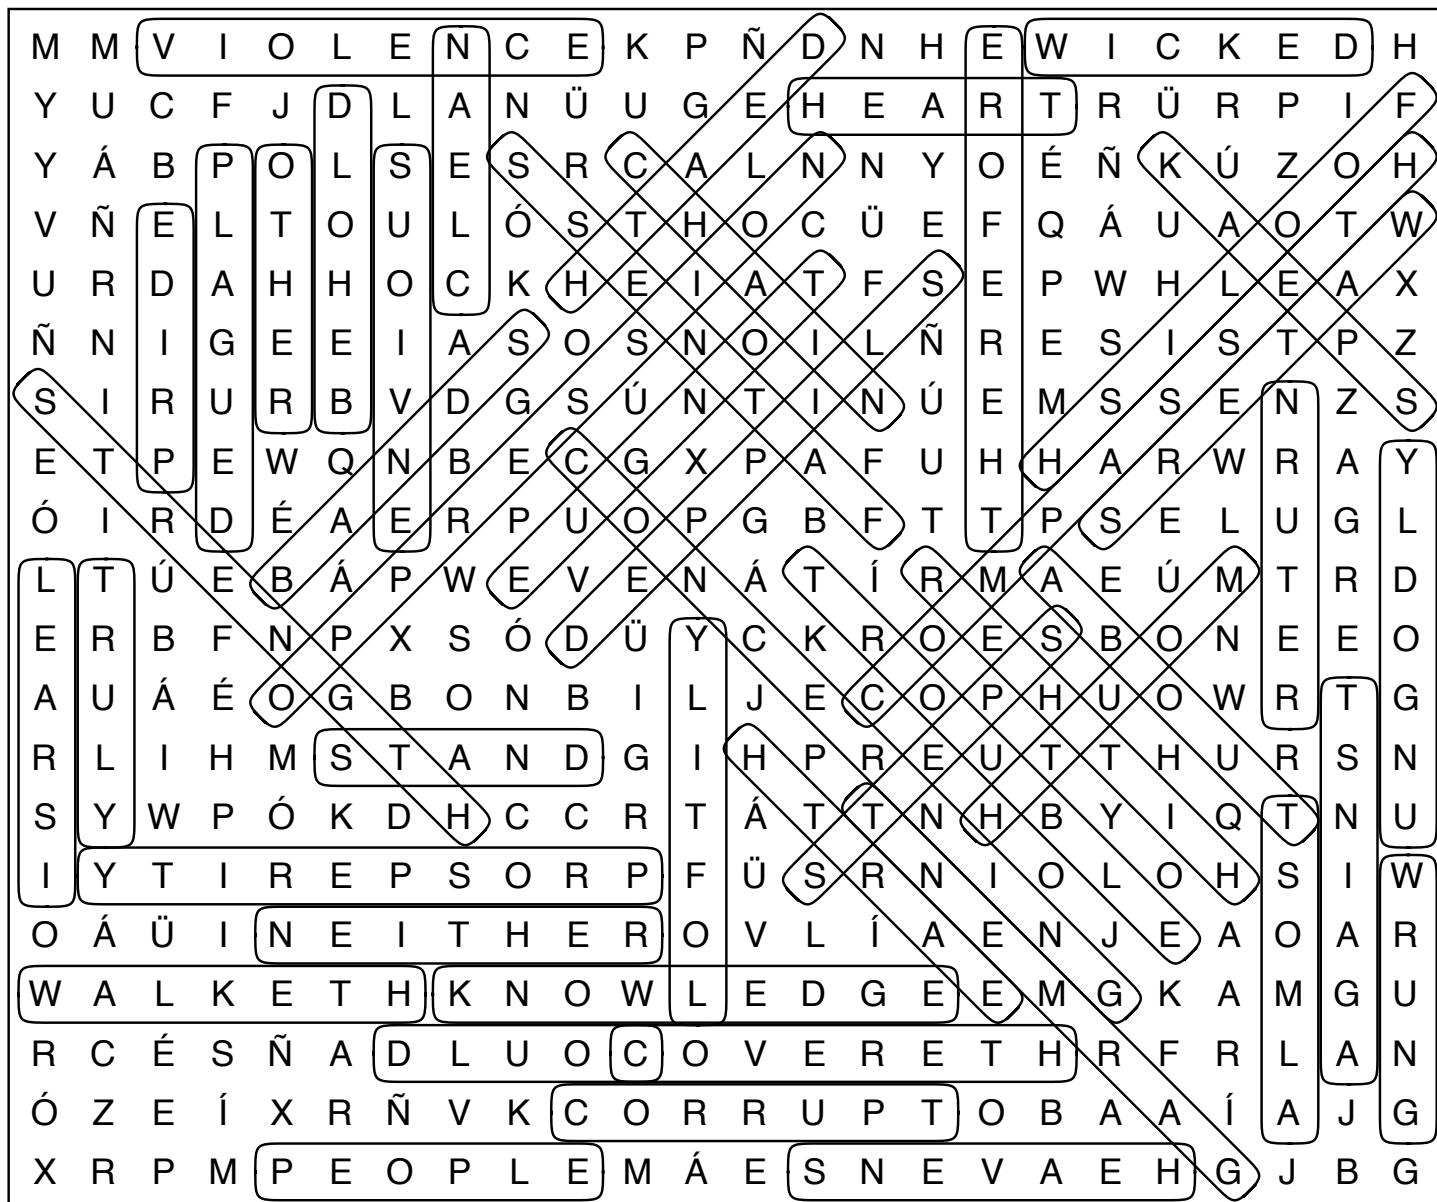 M M V I O L E N C E K P Ñ D N H E W I C K E D H
Y U C F J D L A N Ü U G E H E A R T R Ü R P I F
Y Á B P O L S E S R C A L N N Y O É Ñ K Ú Z O H
V Ñ E L T O U L Ó S T H O C Ü E F Q Á U A O T W
U R D A H H O C K H E I A T F S E P W H L E A X
Ñ N I G E E I A S O S N O I L Ñ R E S I S T P Z
S I R U R B V D G S Ú N T I N Ú E M S S E N Z S
E T P E W Q N B E C G X P A F U H H A R W R A Y
Ó I R D É A E R P U O P G B F T T P S E L U G L
L T Ú E B Á P W E V E N Á T Í R M A E Ú M T R D
E R B F N P X S Ó D Ü Y C K R O E S B O N E E O
A U Á É O G B O N B I L J E C O P H U O W R T G
R L I H M S T A N D G I H P R E U T T H U R S N
S Y W P Ó K D H C C R T Á T T N H B Y I Q T N U
I Y T I R E P S O R P F Ü S R N I O L O H S I W
O Á Ü I N E I T H E R O V L Í A E N J E A O A R
W A L K E T H K N O W L E D G E E M G K A M G U
R C É S Ñ A D L U O C O V E R E T H R F R L A N
Ó Z E Í X R Ñ V K C O R R U P T O B A A Í A J G
X R P M P E O P L E M Á E S N E V A E H G J B G